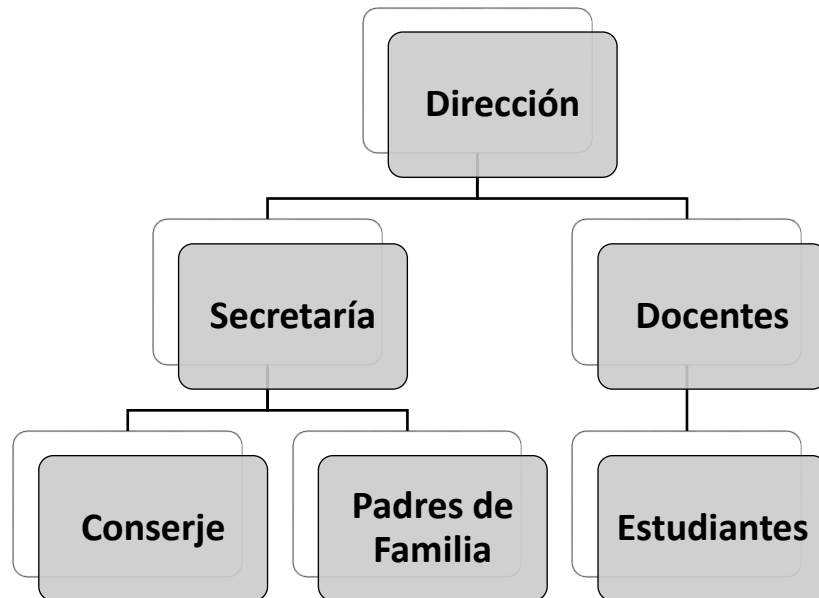 Dirección
Secretaría
Docentes
Conserje
Padres de
Familia
Estudiantes